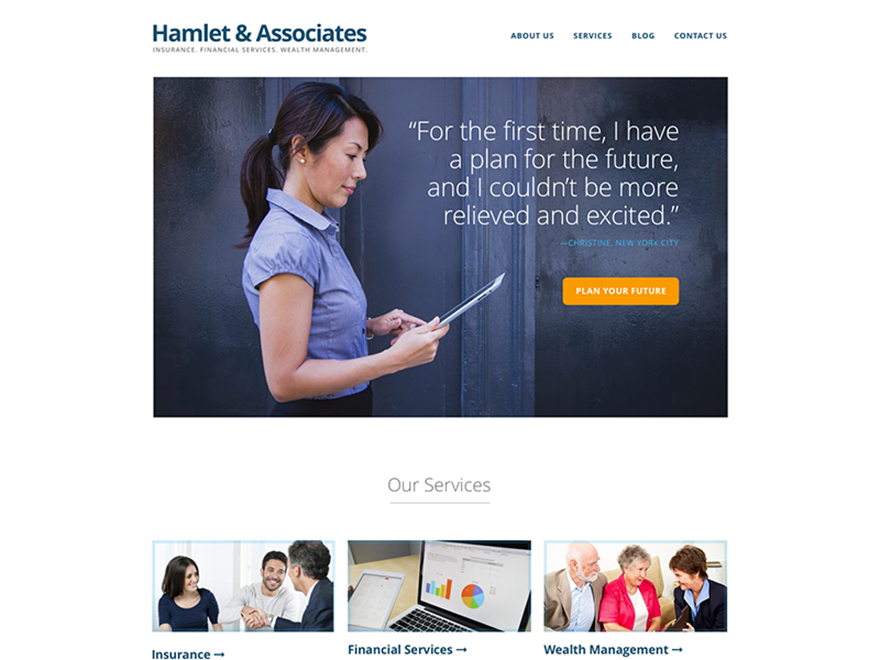 Hamlet & Associates
INSURANCE. FINANCIAL SERVICES. WEALTH MANAGEMENT.
ABOUT US SERVICES BLOG CONTACT US
“For the first time, I have
a plan for the future,
and I couldn’t be more
relieved and excited.”
—CHRISTINE, NEW YORK CITY
PLAN YOUR FUTURE
Our Services
Insurance →
Financial Services →
Wealth Management →